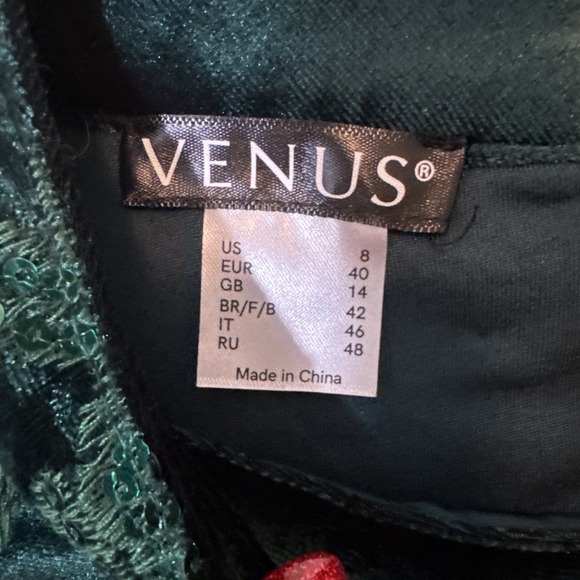 VENUS®
US 8
EUR 40
GB 14
BR/F/B 42
IT 46
RU 48
Made in China